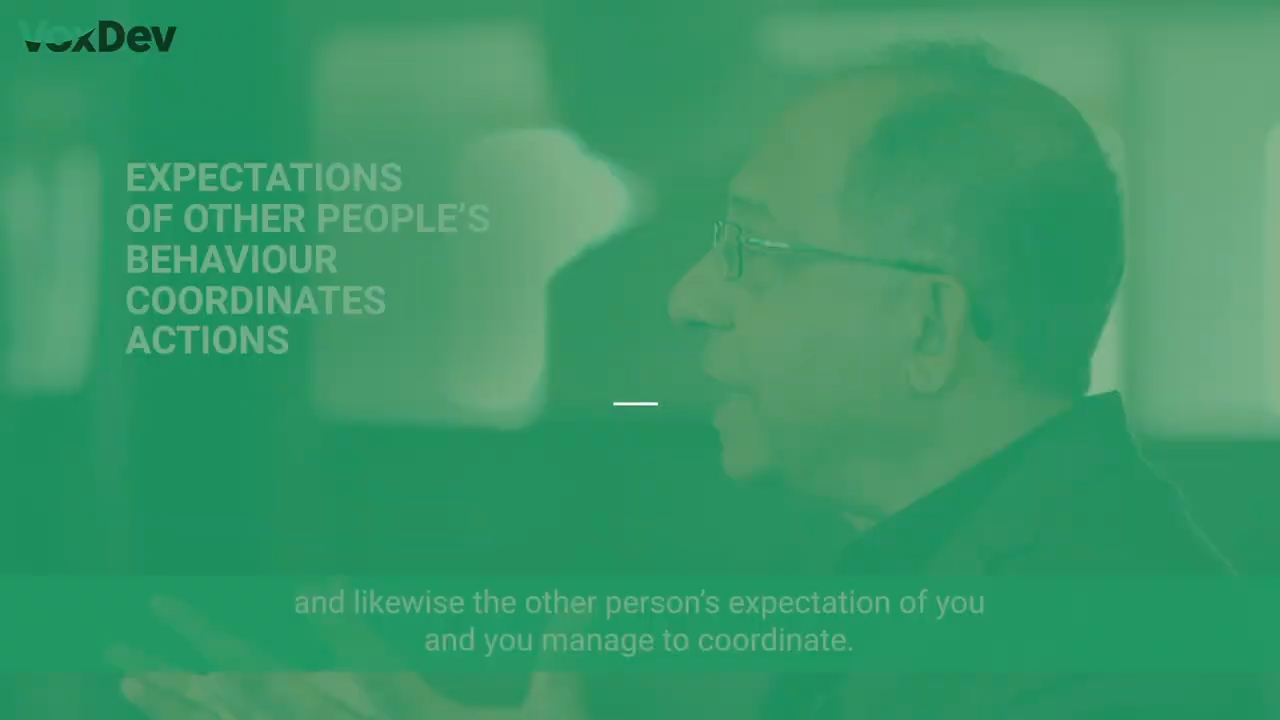 VoxDev
EXPECTATIONS
OF OTHER PEOPLE'S
BEHAVIOUR
COORDINATES
ACTIONS
and likewise the other person's expectation of you
and you manage to coordinate.